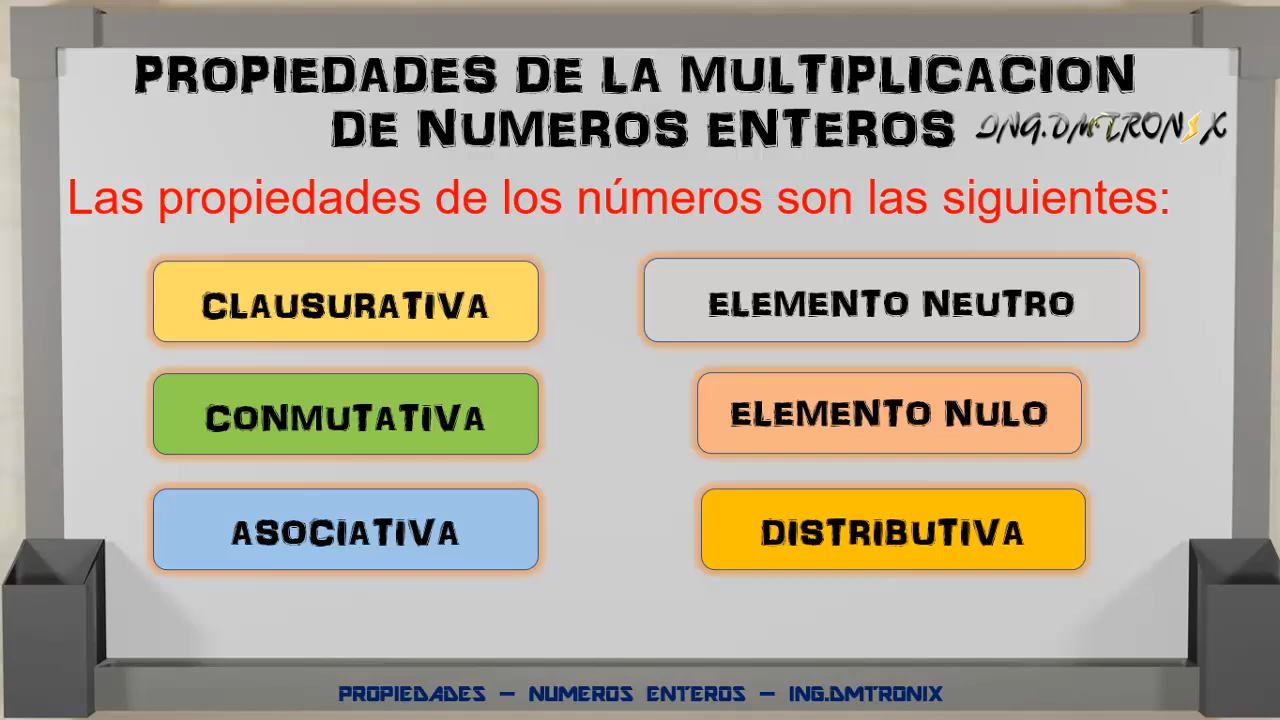 PROPIEDADES DE LA MULTIPLICACION
DE NUMEROS ENTEROS
ING.DMTRONIX
Las propiedades de los números son las siguientes:
CLAUSURATIVA
ELEMENTO NEUTRO
CONMUTATIVA
ELEMENTO NULO
ASOCIATIVA
DISTRIBUTIVA
PROPIEDADES – NUMEROS ENTEROS – ING.DMTRONIX